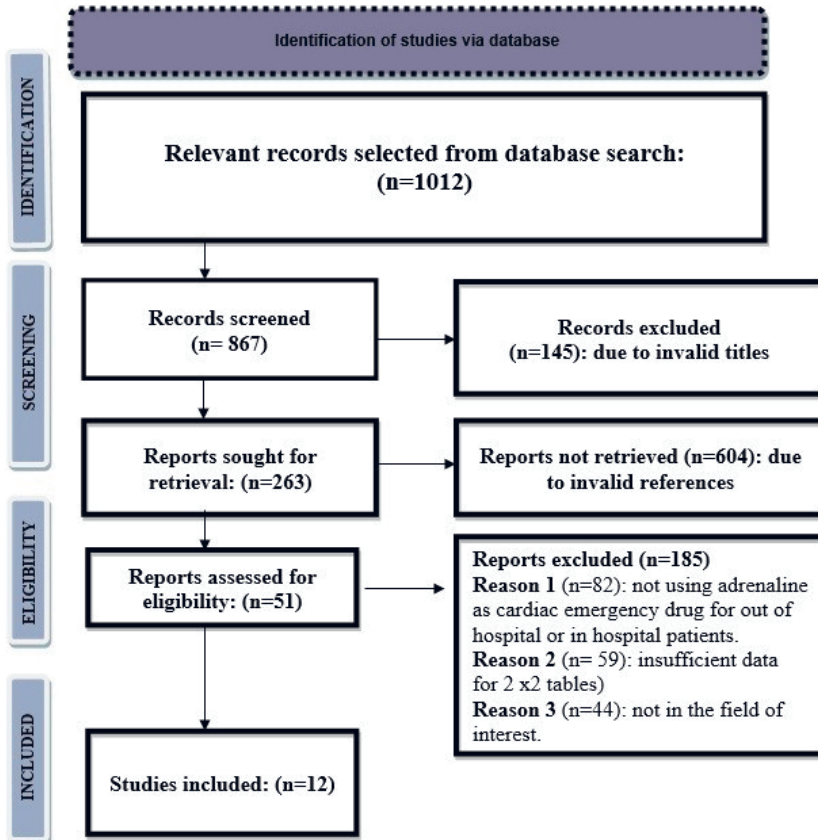 Identification of studies via database
IDENTIFICATION
Relevant records selected from database search:
(n=1012)
SCREENING
Records screened
(n= 867)
Records excluded
(n=145): due to invalid titles
Reports sought for
retrieval: (n=263)
Reports not retrieved (n=604): due
to invalid references
ELIGIBILITY
Reports assessed for
eligibility: (n=51)
Reports excluded (n=185)
Reason 1 (n=82): not using adrenaline
as cardiac emergency drug for out of
hospital or in hospital patients.
Reason 2 (n= 59): insufficient data
for 2 x2 tables)
Reason 3 (n=44): not in the field of
interest.
INCLUDED
Studies included: (n=12)